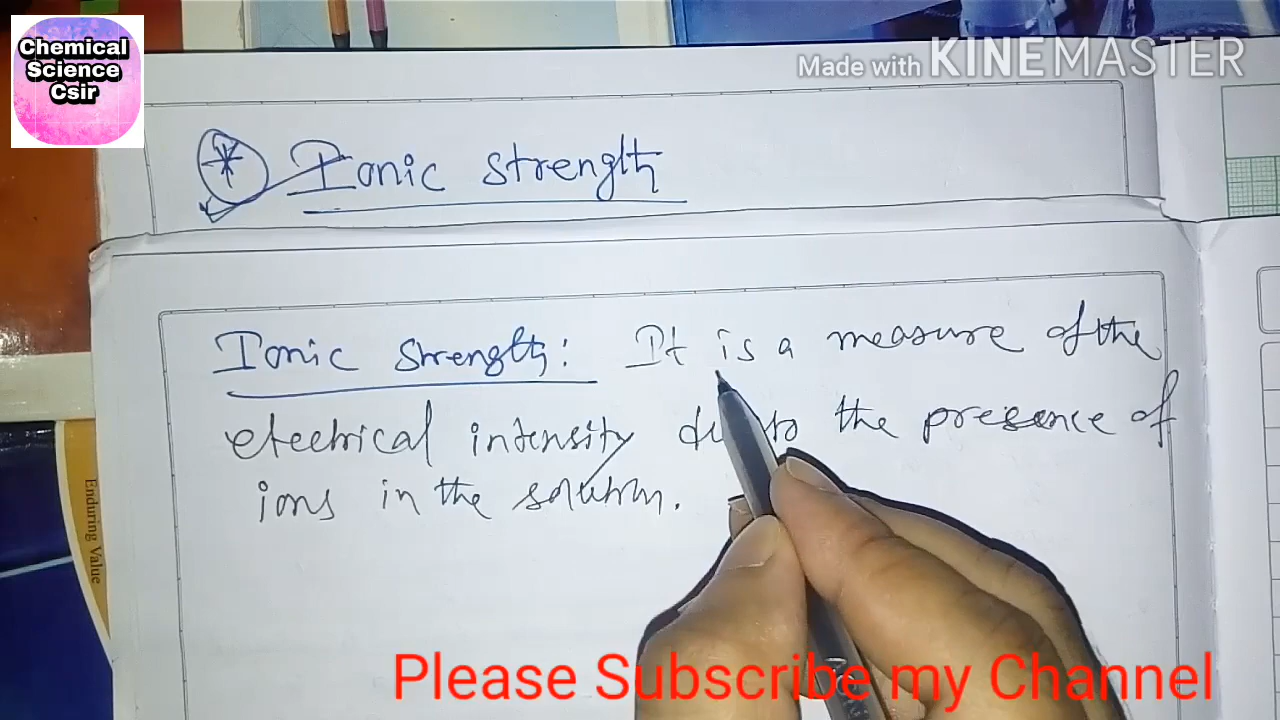 Chemical
Science
Csir
Made with KINEMASTER
Ionic strength
Ionic strength: It is a measure of the
electrical intensity due to the presence of
ions in the solution.
Enduring Value
Please Subscribe my Channel